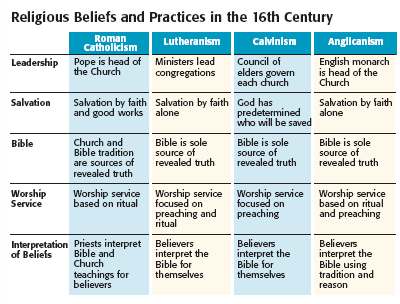 Religious Beliefs and Practices in the 16th Century
Roman
Catholicism
Lutheranism
Calvinism
Anglicanism
Leadership
Pope is head of
the Church
Ministers lead
congregations
Council of
elders govern
each church
English monarch
is head of the
Church
Salvation
Salvation by faith
and good works
Salvation by faith
alone
God has
predetermined
who will be saved
Salvation by faith
alone
Bible
Church and
Bible tradition
are sources of
revealed truth
Bible is sole
source of
revealed truth
Bible is sole
source of
revealed truth
Bible is sole
source of
revealed truth
Worship
Service
Worship service
based on ritual
Worship service
focused on
preaching and
ritual
Worship service
focused on
preaching
Worship service
based on ritual
and preaching
Interpretation
of Beliefs
Priests interpret
Bible and
Church
teachings for
believers
Believers
interpret the
Bible for
themselves
Believers
interpret the
Bible for
themselves
Believers
interpret the
Bible using
tradition and
reason